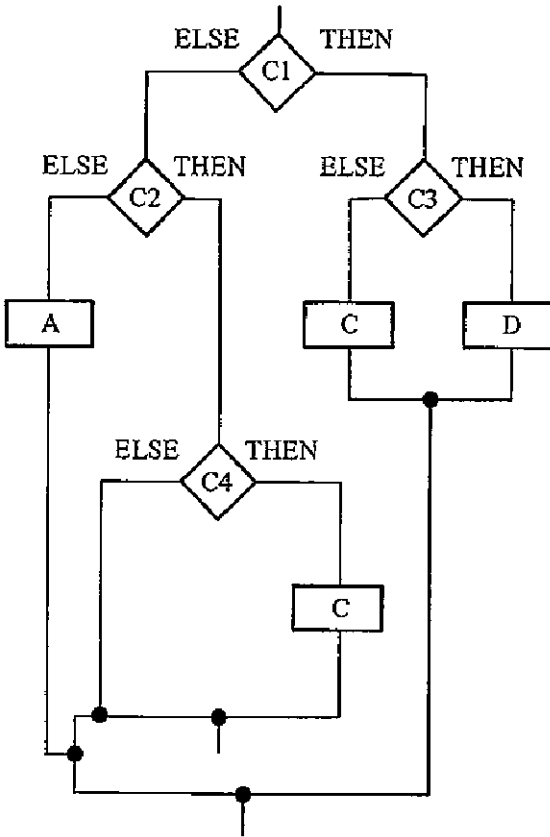 ELSE THEN
C1
ELSE THEN
C2
ELSE THEN
C3
A
C
D
ELSE THEN
C4
C